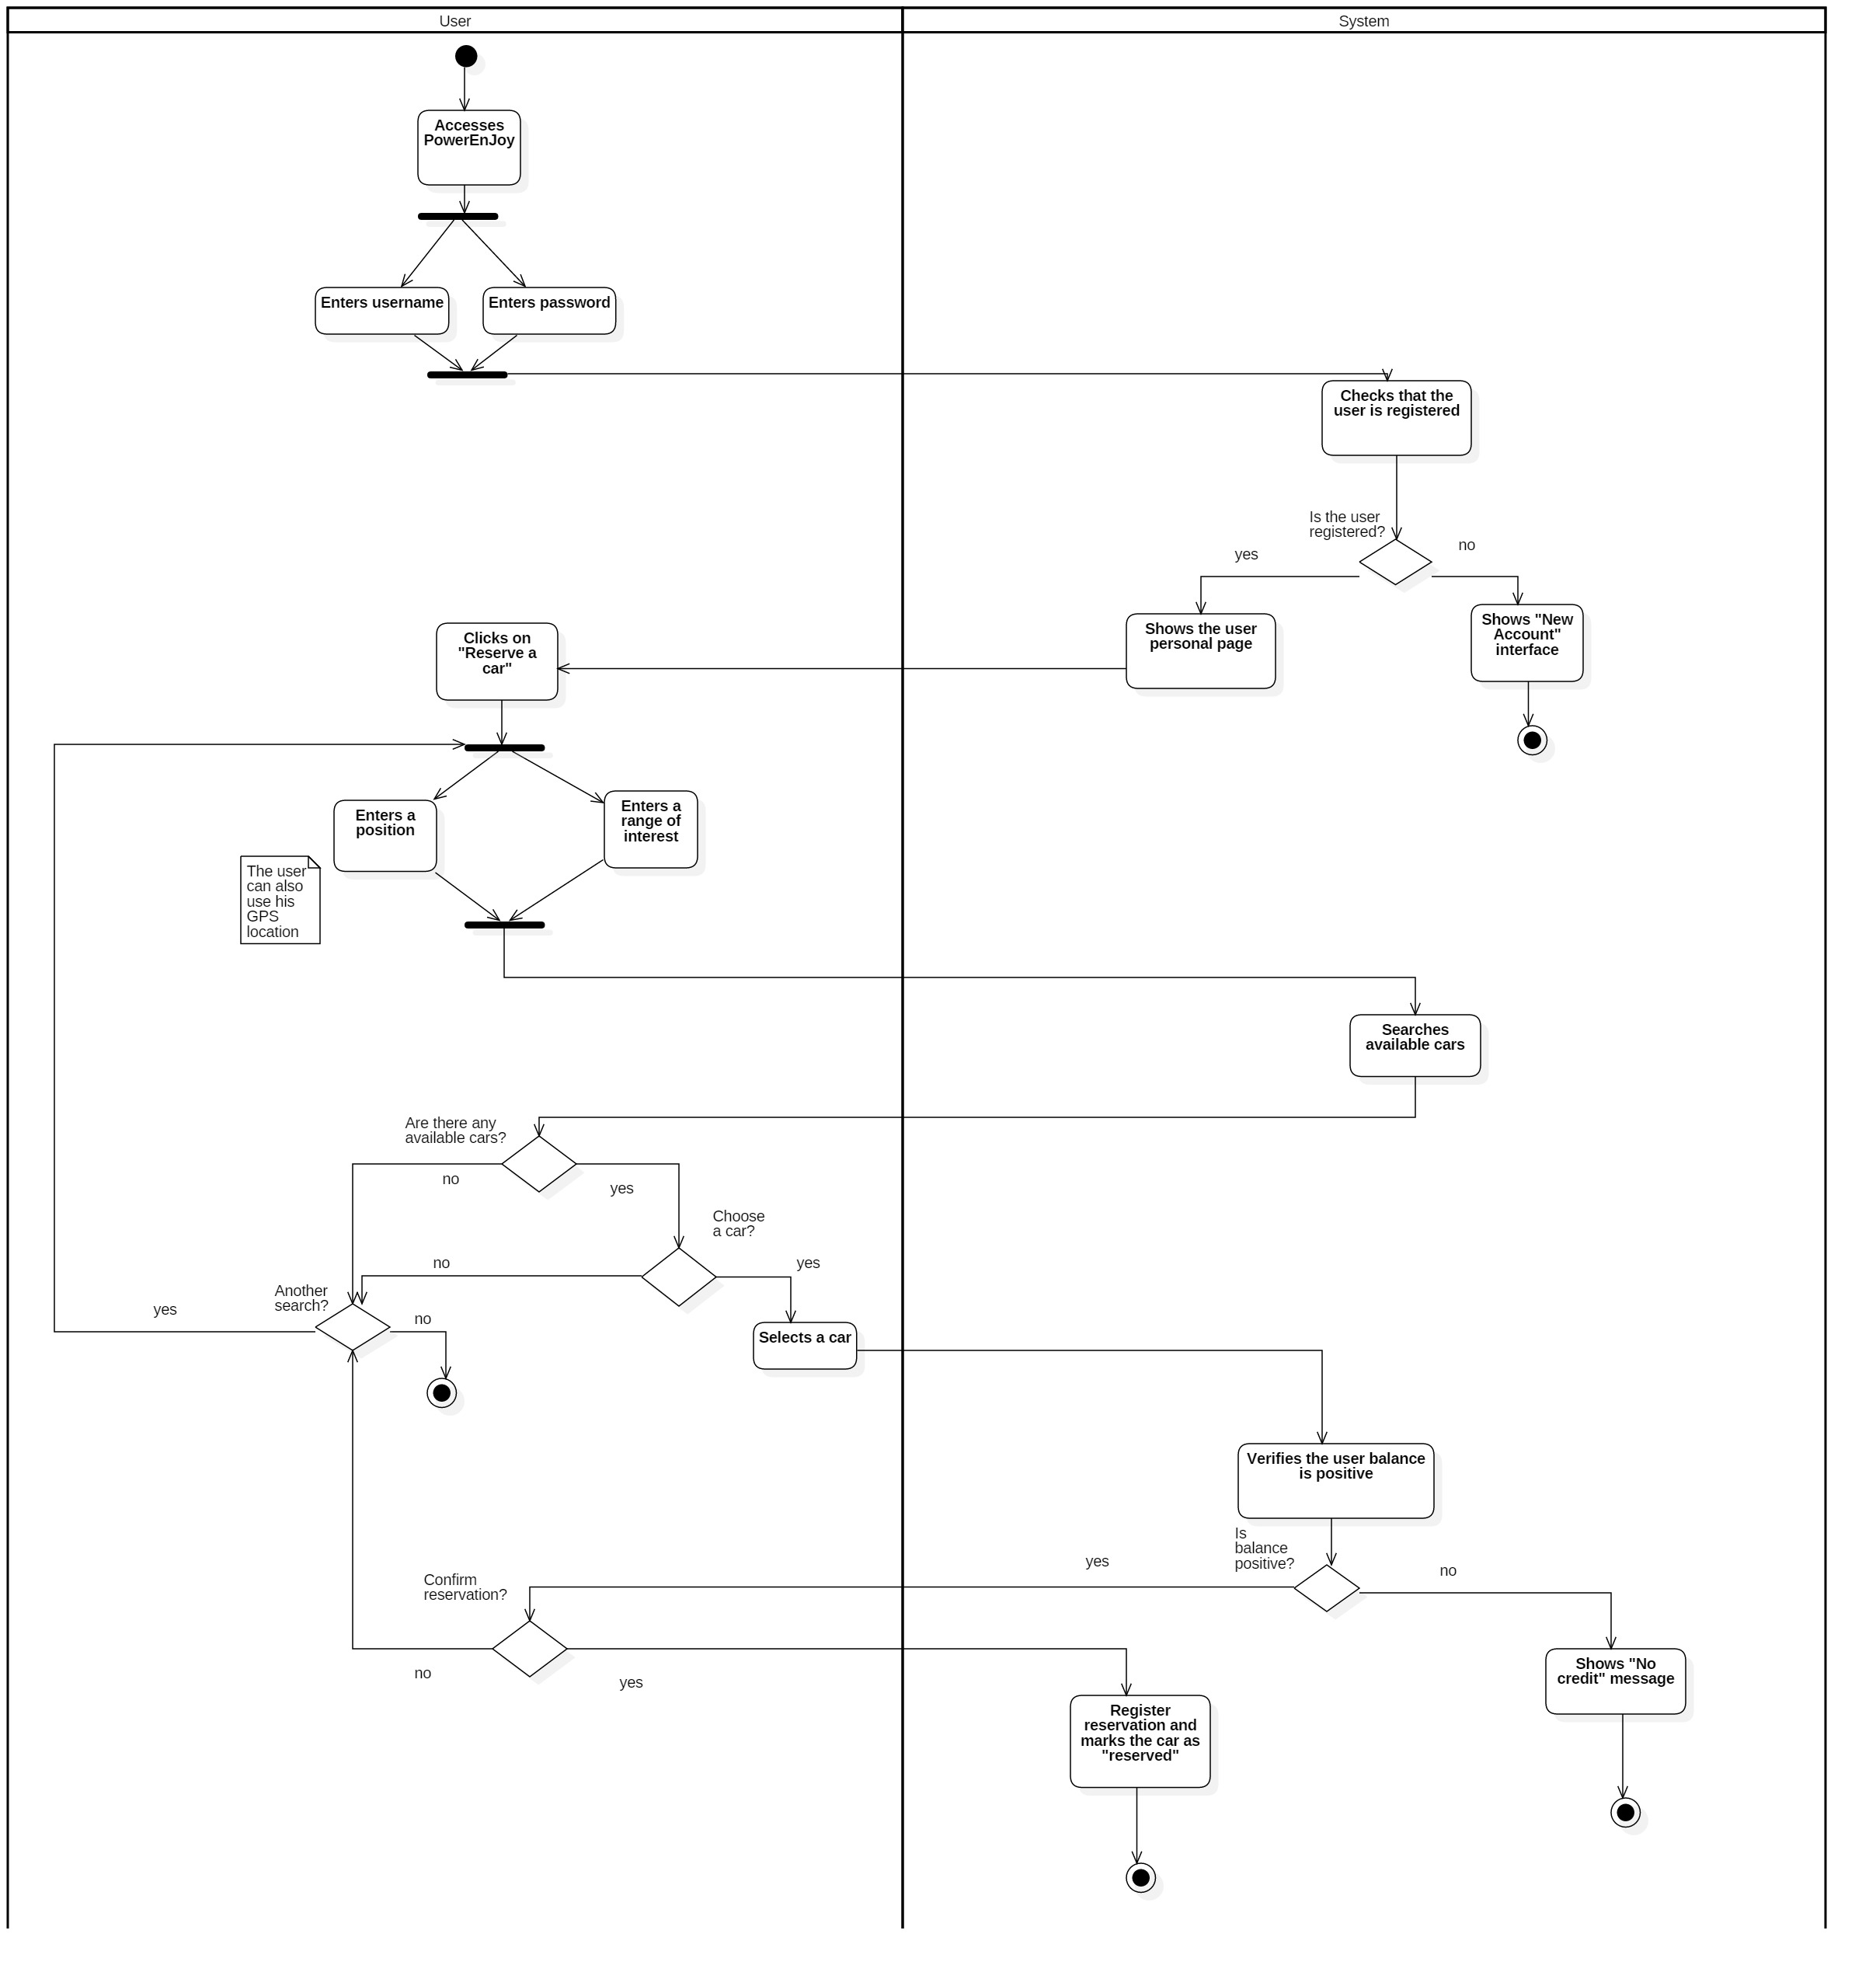 User
System
Accesses
PowerEnJoy
Enters username
Enters password
Checks that the
user is registered
Is the user
registered?
yes
no
Shows the user
personal page
Shows "New
Account"
interface
Clicks on
"Reserve a
car"
Enters a
position
Enters a
range of
interest
The user
can also
use his
GPS
location
Searches
available cars
Are there any
available cars?
no
yes
Choose
a car?
no
yes
Another
search?
yes
no
Selects a car
Verifies the user balance
is positive
Is
balance
positive?
yes
no
Confirm
reservation?
no
yes
Shows "No
credit" message
Register
reservation and
marks the car as
"reserved"